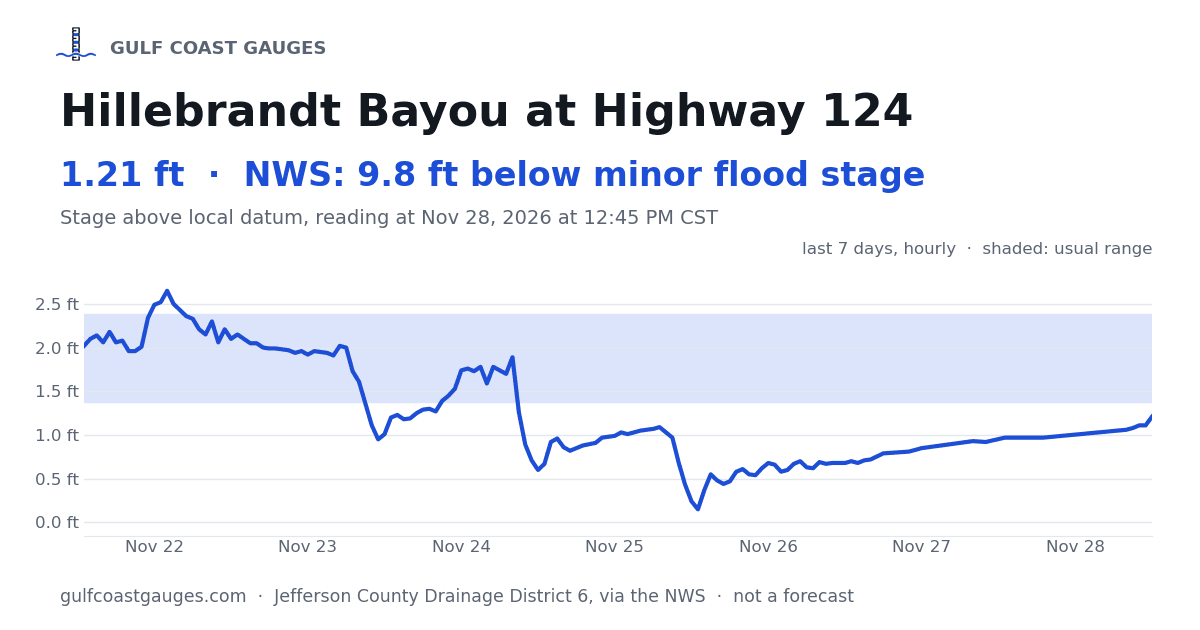 GULF COAST GAUGES
Hillebrandt Bayou at Highway 124
1.21 ft · NWS: 9.8 ft below minor flood stage
Stage above local datum, reading at Nov 28, 2026 at 12:45 PM CST
last 7 days, hourly · shaded: usual range
2.5 ft
2.0 ft
1.5 ft
1.0 ft
0.5 ft
0.0 ft
Nov 22 Nov 23 Nov 24 Nov 25 Nov 26 Nov 27 Nov 28
gulfcoastgauges.com · Jefferson County Drainage District 6, via the NWS · not a forecast